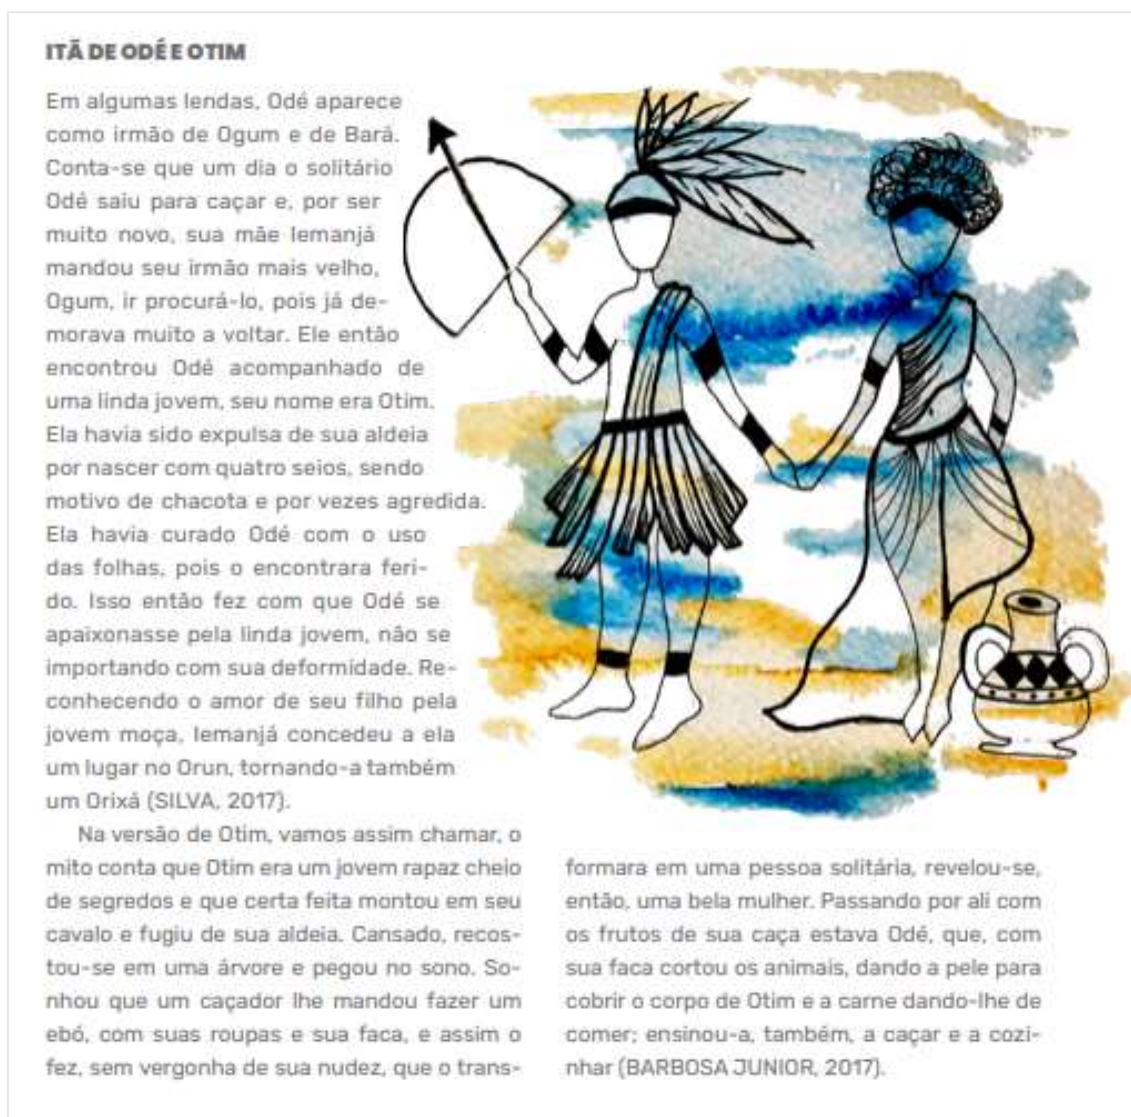 ITÃ DE ODÉ E OTIM
Em algumas lendas, Odé aparece
como irmão de Ogum e de Bará.
Conta-se que um dia o solitário
Odé saiu para caçar e, por ser
muito novo, sua mãe Iemanjá
mandou seu irmão mais velho,
Ogum, ir procurá-lo, pois já de-
morava muito a voltar. Ele então
encontrou Odé acompanhado de
uma linda jovem, seu nome era Otim.
Ela havia sido expulsa de sua aldeia
por nascer com quatro seios, sendo
motivo de chacota e por vezes agredida.
Ela havia curado Odé com o uso
das folhas, pois o encontrara feri-
do. Isso então fez com que Odé se
apaixonasse pela linda jovem, não se
importando com sua deformidade. Re-
conhecendo o amor de seu filho pela
jovem moça, Iemanjá concedeu a ela
um lugar no Orun, tornando-a também
um Orixá (SILVA, 2017).
Na versão de Otim, vamos assim chamar, o
mito conta que Otim era um jovem rapaz cheio
de segredos e que certa feita montou em seu
cavalo e fugiu de sua aldeia. Cansado, recos-
tou-se em uma árvore e pegou no sono. So-
nhou que um caçador lhe mandou fazer um
ebó, com suas roupas e sua faca, e assim o
fez, sem vergonha de sua nudez, que o trans-
formara em uma pessoa solitária, revelou-se,
então, uma bela mulher. Passando por ali com
os frutos de sua caça estava Odé, que, com
sua faca cortou os animais, dando a pele para
cobrir o corpo de Otim e a carne dando-lhe de
comer; ensinou-a, também, a caçar e a cozi-
nhar (BARBOSA JUNIOR, 2017).